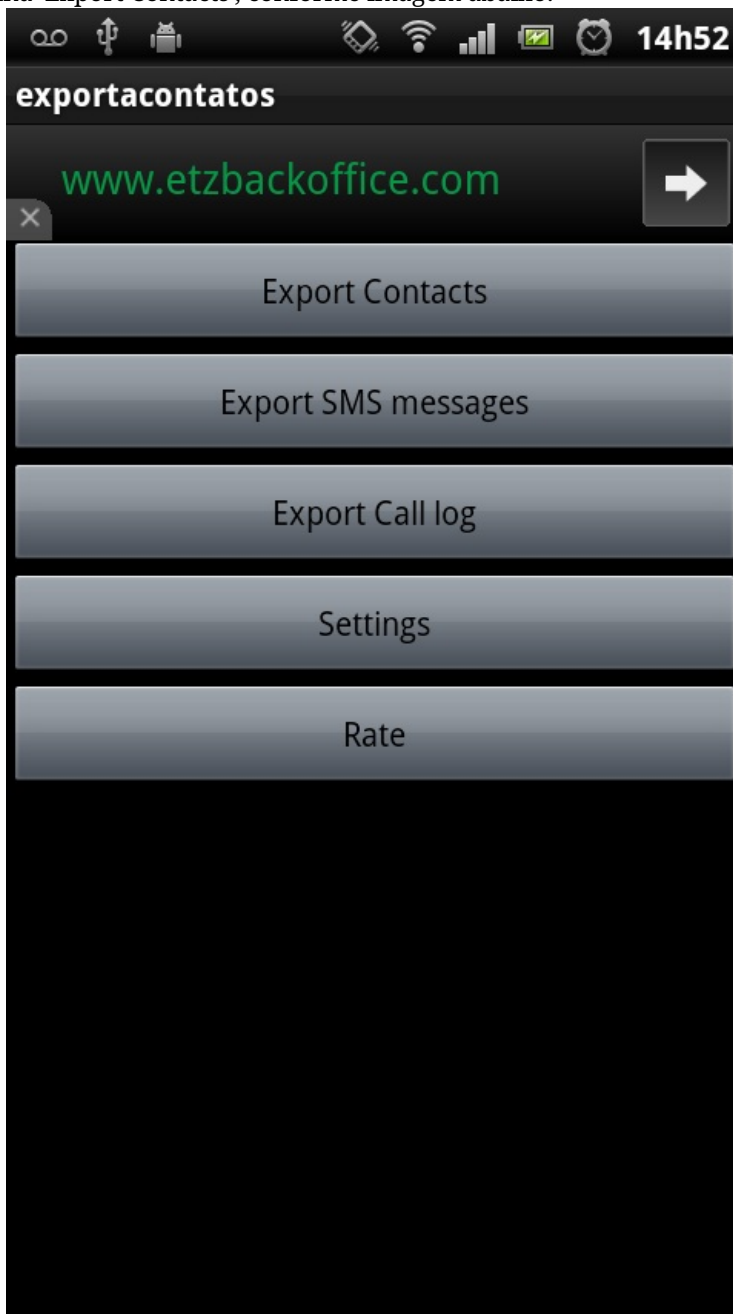 14h52
exportacontatos
www.etzbackoffice.com
Export Contacts
Export SMS messages
Export Call log
Settings
Rate